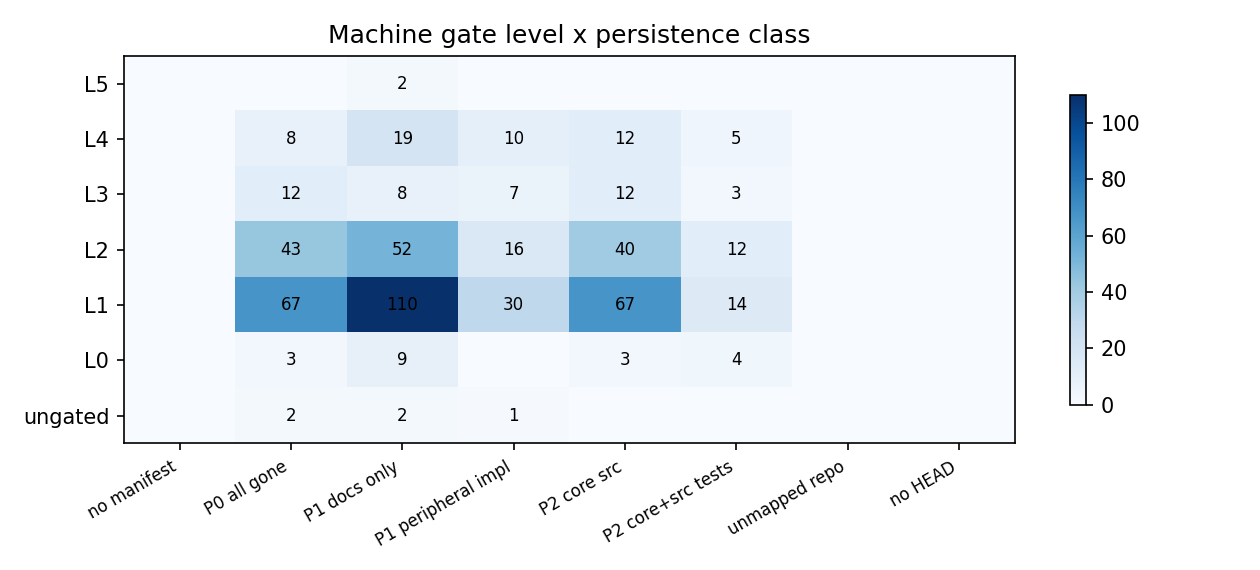 Machine gate level x persistence class
L5 2
L4 8 19 10 12 5
L3 12 8 7 12 3
L2 43 52 16 40 12
L1 67 110 30 67 14
L0 3 9 3 4
ungated 2 2 1
no manifest P0 all gone P1 docs only P1 peripheral impl P2 core src P2 core+src tests unmapped repo no HEAD
100
80
60
40
20
0